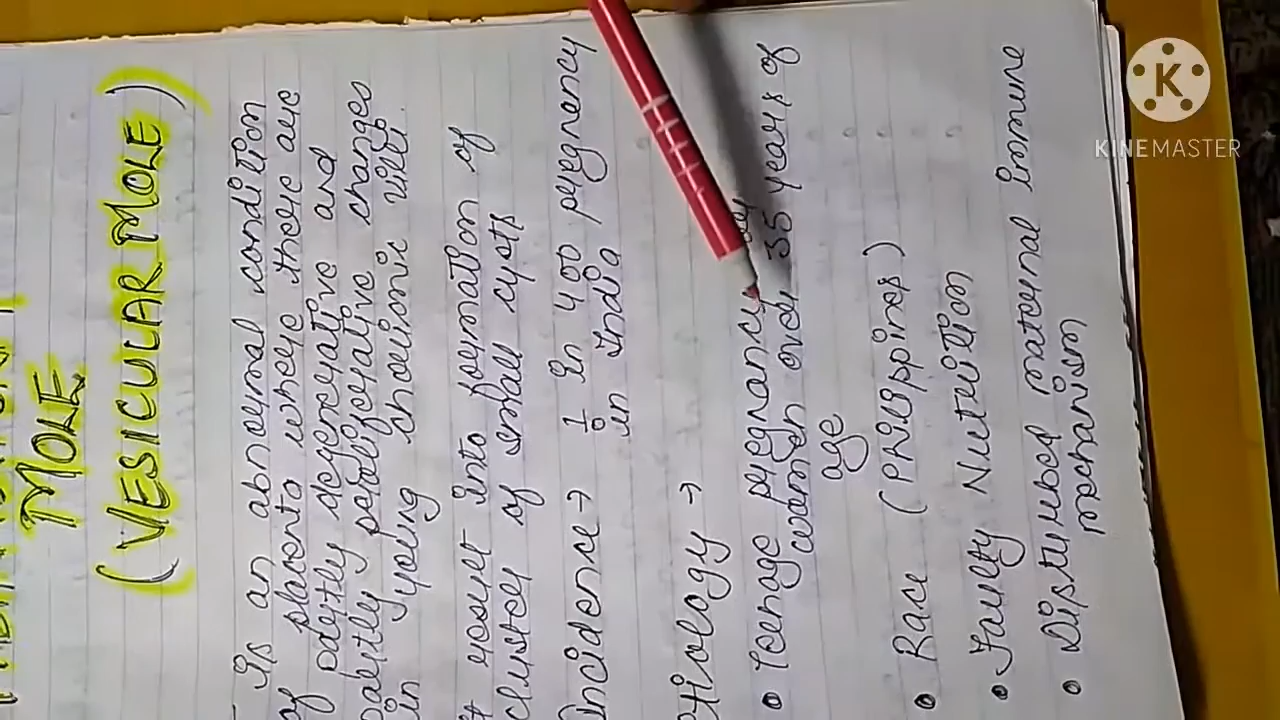 MOLE
(VESICULAR MOLE)
Is an abnormal condition
of placenta where there are
partly degenerative and
partly proliferative changes
in young chorionic villi.
It result into formation of
cluster of small cysts
Incidence → 1 in 400 pregnancy
in India
Etiology →
• Teenage pregnancy
women over 35 years of
age
• Race (Philippines)
• Faulty Nutrition
• Disturbed maternal immune
mechanism
K
KINEMASTER